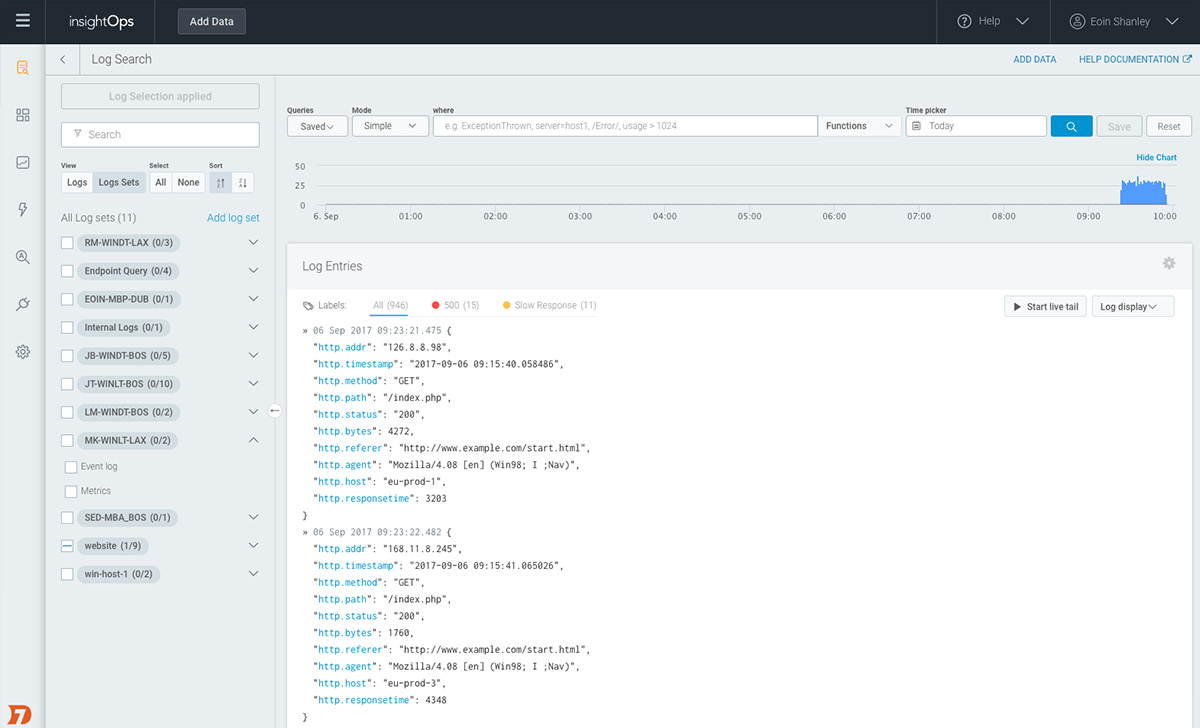 insightOps
Add Data
Help
Eoin Shanley
Log Search
ADD DATA
HELP DOCUMENTATION
Log Selection applied
Search
View
Select
Sort
Logs
Logs Sets
All
None
All Log sets (11)
Add log set
RM-WINDT-LAX (0/3)
Endpoint Query (0/4)
EOIN-MBP-DUB (0/1)
Internal Logs (0/1)
JB-WINDT-BOS (0/5)
JT-WINLT-BOS (0/10)
LM-WINDT-BOS (0/2)
MK-WINLT-LAX (0/2)
Event log
Metrics
SED-MBA_BOS (0/1)
website (1/9)
win-host-1 (0/2)
Queries
Mode
where
Time picker
Saved
Simple
e.g. ExceptionThrown, server=host1, /Error/, usage > 1024
Functions
Today
Save
Reset
Hide Chart
50
25
0
6. Sep 01:00 02:00 03:00 04:00 05:00 06:00 07:00 08:00 09:00 10:00
Log Entries
Labels:
All (946)
500 (15)
Slow Response (11)
Start live tail
Log display
» 06 Sep 2017 09:23:21.475 {
"http.addr": "126.8.8.98",
"http.timestamp": "2017-09-06 09:15:40.058486",
"http.method": "GET",
"http.path": "/index.php",
"http.status": "200",
"http.bytes": 4272,
"http.referer": "http://www.example.com/start.html",
"http.agent": "Mozilla/4.08 [en] (Win98; I ;Nav)",
"http.host": "eu-prod-1",
"http.responsetime": 3203
}
» 06 Sep 2017 09:23:22.482 {
"http.addr": "168.11.8.245",
"http.timestamp": "2017-09-06 09:15:41.065026",
"http.method": "GET",
"http.path": "/index.php",
"http.status": "200",
"http.bytes": 1760,
"http.referer": "http://www.example.com/start.html",
"http.agent": "Mozilla/4.08 [en] (Win98; I ;Nav)",
"http.host": "eu-prod-3",
"http.responsetime": 4348
}